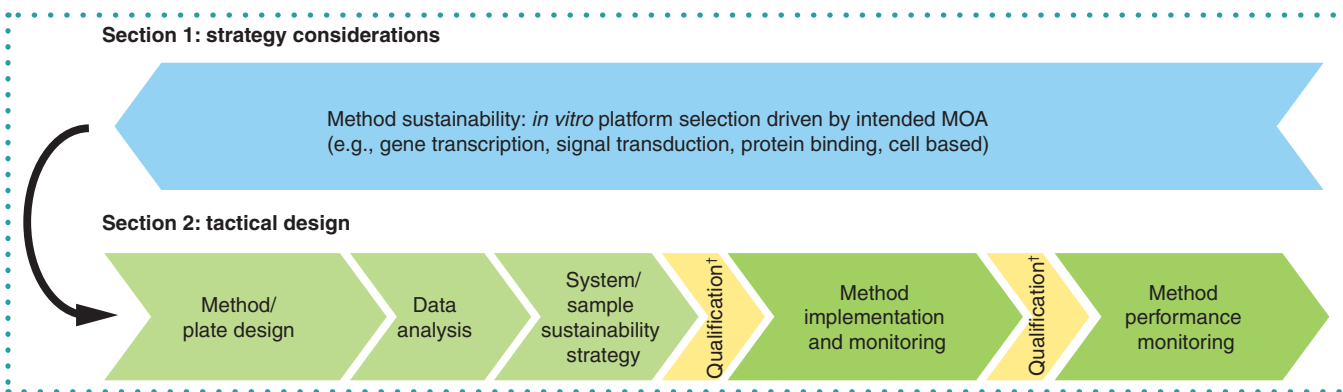 Section 1: strategy considerations
Method sustainability: in vitro platform selection driven by intended MOA
(e.g., gene transcription, signal transduction, protein binding, cell based)
Section 2: tactical design
Method/
plate design
Data
analysis
System/
sample
sustainability
strategy
Qualification†
Method
implementation
and monitoring
Qualification†
Method
performance
monitoring